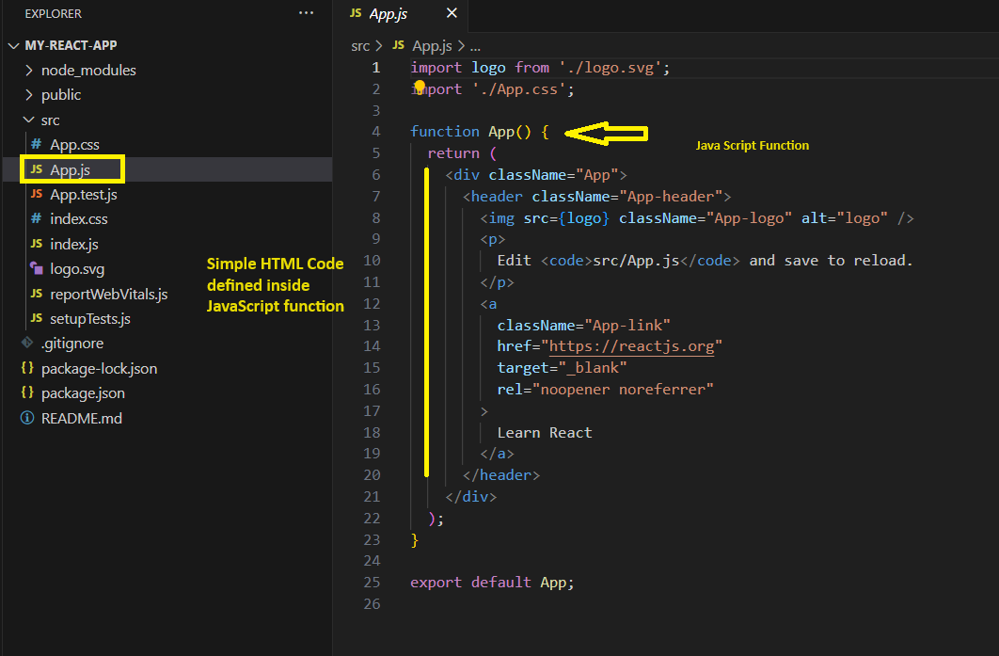 EXPLORER
...
MY-REACT-APP
node_modules
public
src
# App.css
JS App.js
JS App.test.js
# index.css
JS index.js
logo.svg
JS reportWebVitals.js
JS setupTests.js
.gitignore
{} package-lock.json
{} package.json
README.md
Simple HTML Code
defined inside
JavaScript function
JS App.js ×
src > JS App.js > ...
1 import logo from './logo.svg';
2 import './App.css';
3
4 function App() {
Java Script Function
5 return (
6 <div className="App">
7 <header className="App-header">
8 <img src={logo} className="App-logo" alt="logo" />
9 <p>
10 Edit <code>src/App.js</code> and save to reload.
11 </p>
12 <a
13 className="App-link"
14 href="https://reactjs.org"
15 target="_blank"
16 rel="noopener noreferrer"
17 >
18 Learn React
19 </a>
20 </header>
21 </div>
22 );
23 }
24
25 export default App;
26